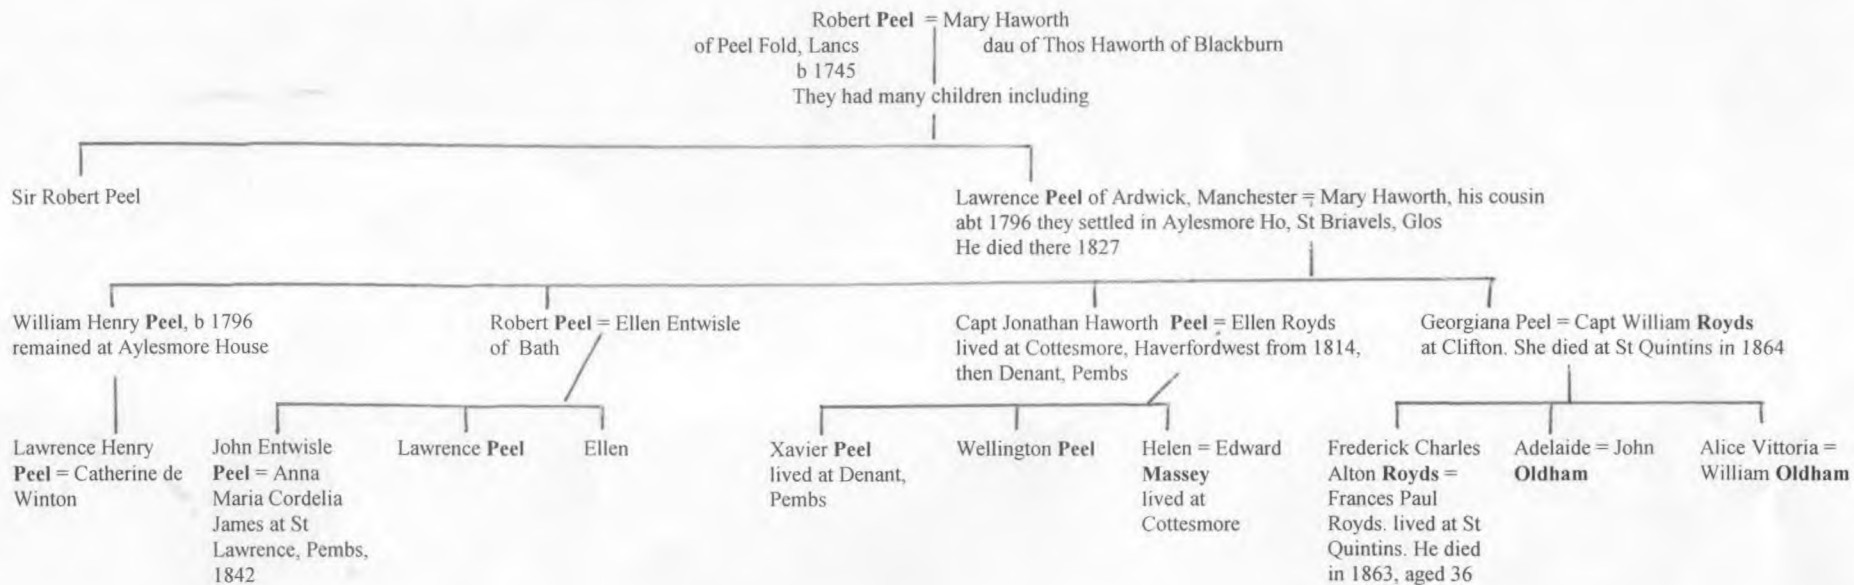 Robert Peel = Mary Haworth
of Peel Fold, Lancs dau of Thos Haworth of Blackburn
b 1745
They had many children including
Sir Robert Peel
Lawrence Peel of Ardwick, Manchester = Mary Haworth, his cousin
abt 1796 they settled in Aylesmore Ho, St Briavels, Glos
He died there 1827
William Henry Peel, b 1796
remained at Aylesmore House
Robert Peel = Ellen Entwisle
of Bath
Capt Jonathan Haworth Peel = Ellen Royds
lived at Cottesmore, Haverfordwest from 1814,
then Denant, Pembs
Georgiana Peel = Capt William Royds
at Clifton. She died at St Quintins in 1864
Lawrence Henry
Peel = Catherine de
Winton
John Entwisle
Peel = Anna
Maria Cordelia
James at St
Lawrence, Pembs,
1842
Lawrence Peel
Ellen
Xavier Peel
lived at Denant,
Pembs
Wellington Peel
Helen = Edward
Massey
lived at
Cottesmore
Frederick Charles
Alton Royds =
Frances Paul
Royds. lived at St
Quintins. He died
in 1863, aged 36
Adelaide = John
Oldham
Alice Vittoria =
William Oldham